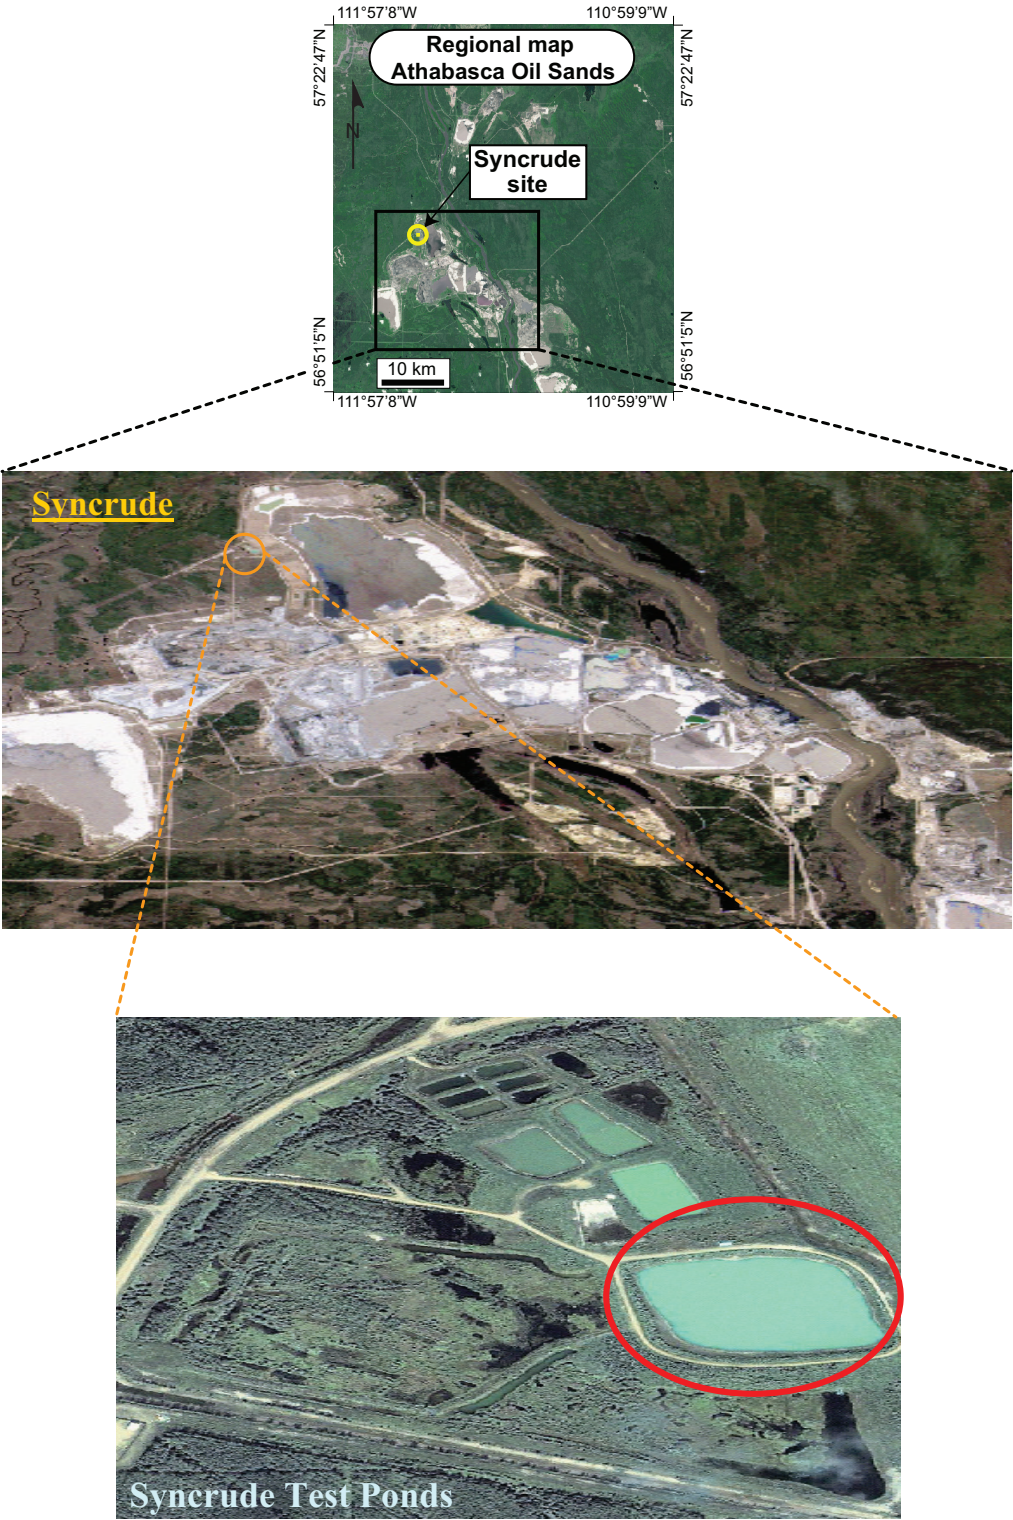 111°57'8"W 110°59'9"W
57°22'47"N
57°22'47"N
Regional map
Athabasca Oil Sands
N
Syncrude
site
56°51'5"N
56°51'5"N
10 km
111°57'8"W 110°59'9"W
Syncrude
Syncrude Test Ponds